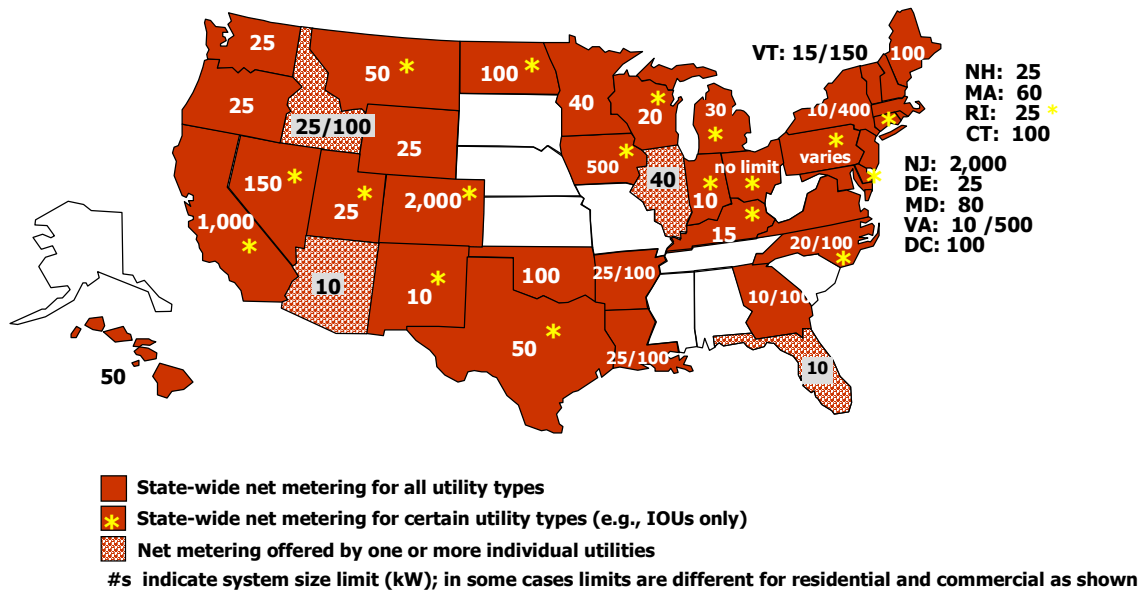 25
50 *
100 *
VT: 15/150
100
NH: 25
MA: 60
RI: 25 *
CT: 100
25
25/100
40
20 *
30 *
10/400
*
25
500 *
40
no limit *
varies *
NJ: 2,000
*
DE: 25
MD: 80
VA: 10 /500
DC: 100
150 *
25 *
2,000 *
10 *
15 *
20/100 *
1,000 *
10
10 *
100
25/100
10/100
50 *
25/100
10
50
State-wide net metering for all utility types
* State-wide net metering for certain utility types (e.g., IOUs only)
Net metering offered by one or more individual utilities
#s indicate system size limit (kW); in some cases limits are different for residential and commercial as shown